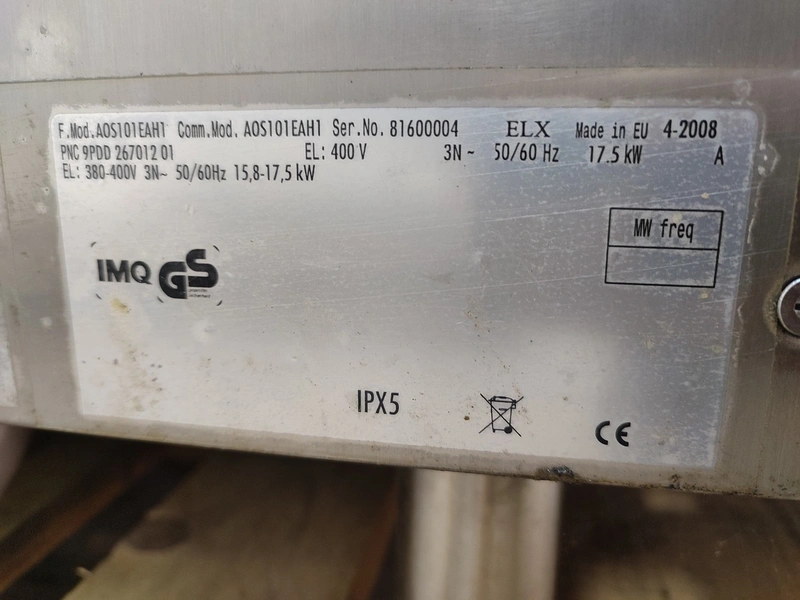 F.Mod.AOS101EAH1 Comm.Mod. AOS101EAH1 Ser.No. 81600004 ELX Made in EU 4-2008
PNC 9PDD 267012 01 EL: 400 V 3N~ 50/60 Hz 17.5 kW A
EL: 380-400V 3N~ 50/60Hz 15,8-17,5 kW
MW freq
IMQ GS
IPX5
CE